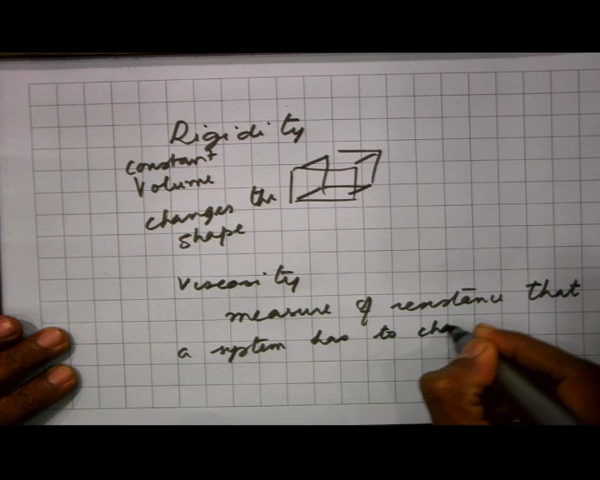 Rigidity
constant
volume
changes the
shape
viscosity
measure of resistance that
a system has to cha